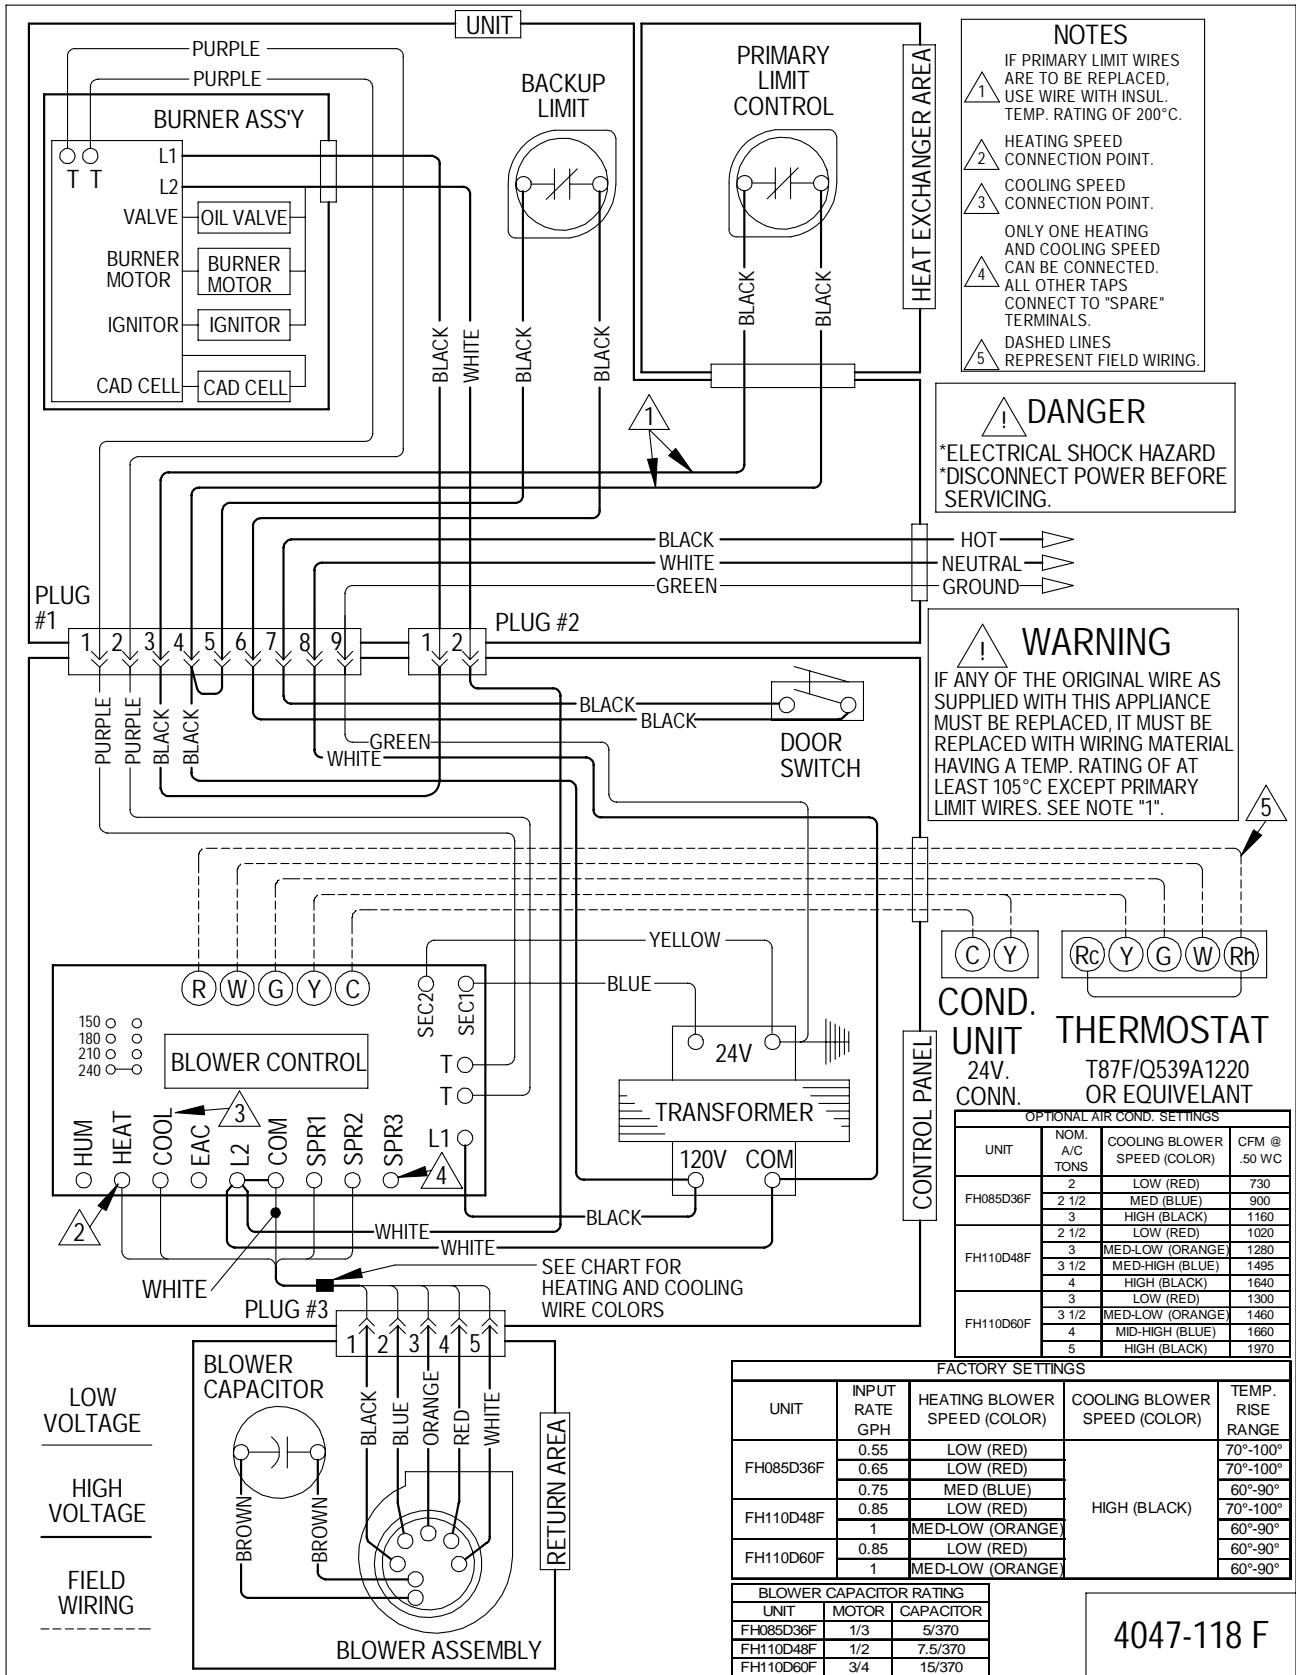 UNIT
PURPLE
PURPLE
BURNER ASS'Y
T T
L1
L2
VALVE
OIL VALVE
BURNER
MOTOR
BURNER
MOTOR
IGNITOR
IGNITOR
CAD CELL
CAD CELL
BACKUP
LIMIT
PRIMARY
LIMIT
CONTROL
HEAT EXCHANGER AREA
BLACK
WHITE
BLACK
BLACK
BLACK
BLACK
1
NOTES
1 IF PRIMARY LIMIT WIRES
ARE TO BE REPLACED,
USE WIRE WITH INSUL.
TEMP. RATING OF 200°C.
2 HEATING SPEED
CONNECTION POINT.
3 COOLING SPEED
CONNECTION POINT.
4 ONLY ONE HEATING
AND COOLING SPEED
CAN BE CONNECTED.
ALL OTHER TAPS
CONNECT TO "SPARE"
TERMINALS.
5 DASHED LINES
REPRESENT FIELD WIRING.
! DANGER
*ELECTRICAL SHOCK HAZARD
*DISCONNECT POWER BEFORE
SERVICING.
BLACK HOT
WHITE NEUTRAL
GREEN GROUND
PLUG
#1
1 2 3 4 5 6 7 8 9
1 2
PLUG #2
! WARNING
IF ANY OF THE ORIGINAL WIRE AS
SUPPLIED WITH THIS APPLIANCE
MUST BE REPLACED, IT MUST BE
REPLACED WITH WIRING MATERIAL
HAVING A TEMP. RATING OF AT
LEAST 105°C EXCEPT PRIMARY
LIMIT WIRES. SEE NOTE "1".
PURPLE
PURPLE
BLACK
BLACK
BLACK
BLACK
GREEN
WHITE
DOOR
SWITCH
5
R W G Y C
SEC2
SEC1
YELLOW
BLUE
C Y
COND.
UNIT
24V.
CONN.
Rc Y G W Rh
THERMOSTAT
T87F/Q539A1220
OR EQUIVELANT
150
180
210
240
BLOWER CONTROL
T
T
L1
3
HUM
HEAT
COOL
EAC
L2
COM
SPR1
SPR2
SPR3
2
4
24V
TRANSFORMER
120V COM
CONTROL PANEL
BLACK
WHITE
WHITE
WHITE
SEE CHART FOR
HEATING AND COOLING
WIRE COLORS
OPTIONAL AIR COND. SETTINGS
UNIT NOM. A/C TONS COOLING BLOWER SPEED (COLOR) CFM @ .50 WC
FH085D36F 2 LOW (RED) 730
2 1/2 MED (BLUE) 900
3 HIGH (BLACK) 1160
FH110D48F 2 1/2 LOW (RED) 1020
3 MED-LOW (ORANGE) 1280
3 1/2 MED-HIGH (BLUE) 1495
4 HIGH (BLACK) 1640
FH110D60F 3 LOW (RED) 1300
3 1/2 MED-LOW (ORANGE) 1460
4 MID-HIGH (BLUE) 1660
5 HIGH (BLACK) 1970
PLUG #3
1 2 3 4 5
BLOWER
CAPACITOR
BLACK
BLUE
ORANGE
RED
WHITE
BROWN
BROWN
RETURN AREA
BLOWER ASSEMBLY
LOW
VOLTAGE
HIGH
VOLTAGE
FIELD
WIRING
FACTORY SETTINGS
UNIT INPUT RATE GPH HEATING BLOWER SPEED (COLOR) COOLING BLOWER SPEED (COLOR) TEMP. RISE RANGE
FH085D36F 0.55 LOW (RED) HIGH (BLACK) 70°-100°
0.65 LOW (RED) 70°-100°
0.75 MED (BLUE) 60°-90°
FH110D48F 0.85 LOW (RED) 70°-100°
1 MED-LOW (ORANGE) 60°-90°
FH110D60F 0.85 LOW (RED) 60°-90°
1 MED-LOW (ORANGE) 60°-90°
BLOWER CAPACITOR RATING
UNIT MOTOR CAPACITOR
FH085D36F 1/3 5/370
FH110D48F 1/2 7.5/370
FH110D60F 3/4 15/370
4047-118 F